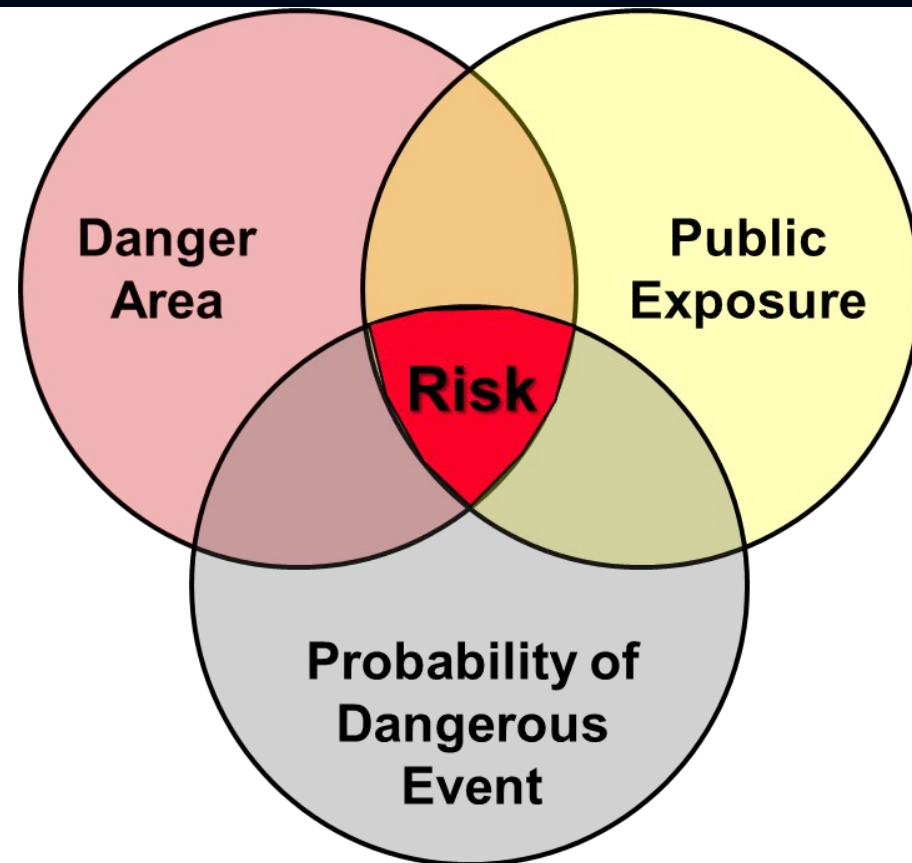 Danger
Area
Public
Exposure
Risk
Probability of
Dangerous
Event